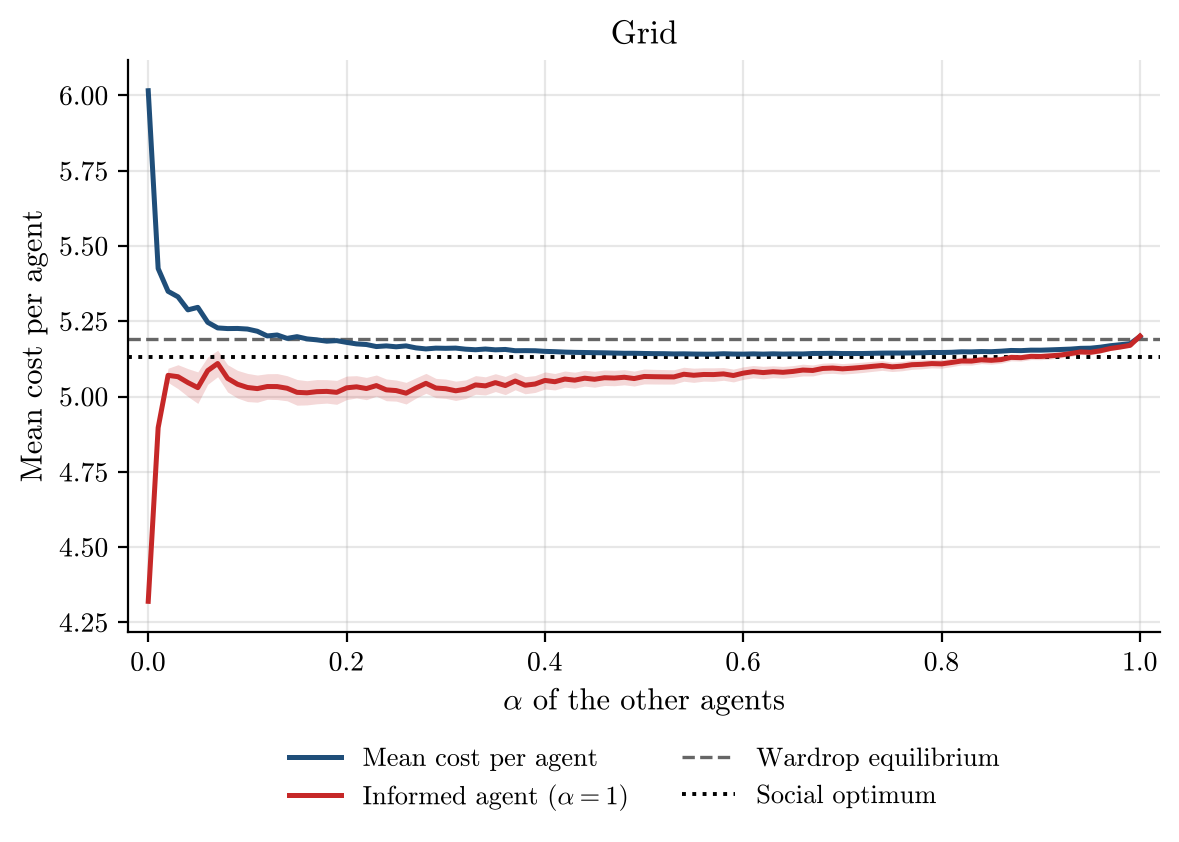 Grid
Mean cost per agent
6.00
5.75
5.50
5.25
5.00
4.75
4.50
4.25
0.0 0.2 0.4 0.6 0.8 1.0
α of the other agents
Mean cost per agent
Informed agent (α = 1)
Wardrop equilibrium
Social optimum